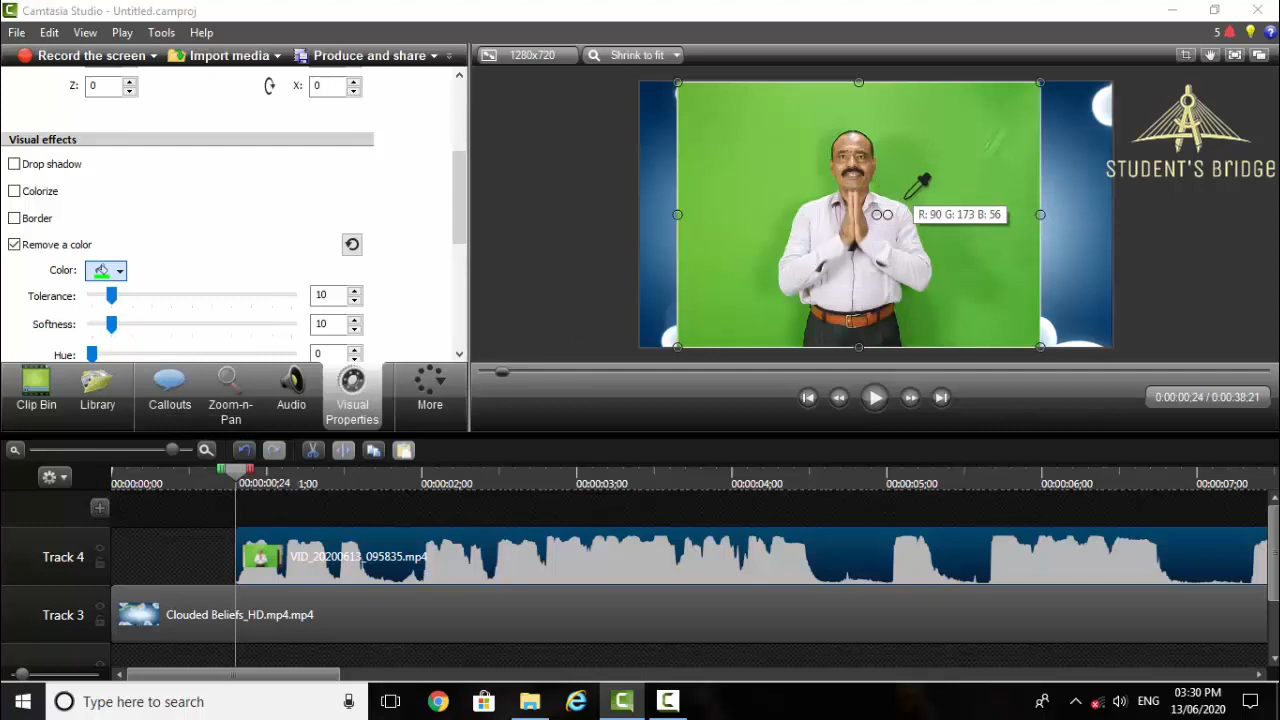 Camtasia Studio - Untitled.camproj
File Edit View Play Tools Help
5
Record the screen Import media Produce and share
1280x720 Shrink to fit
Z: 0 X: 0
STUDENT'S BRIDGE
Visual effects
Drop shadow
Colorize
Border
Remove a color
Color:
Tolerance: 10
Softness: 10
Hue: 0
R: 90 G: 173 B: 56
Clip Bin Library Callouts Zoom-n-Pan Audio Visual Properties More
0:00:00;24 / 0:00:38;21
00:00:00;00 00:00:00;24 1;00 00:00:02;00 00:00:03;00 00:00:04;00 00:00:05;00 00:00:06;00 00:00:07;00
Track 4 VID_20200613_095835.mp4
Track 3 Clouded Beliefs_HD.mp4.mp4
Type here to search
ENG
03:30 PM
13/06/2020